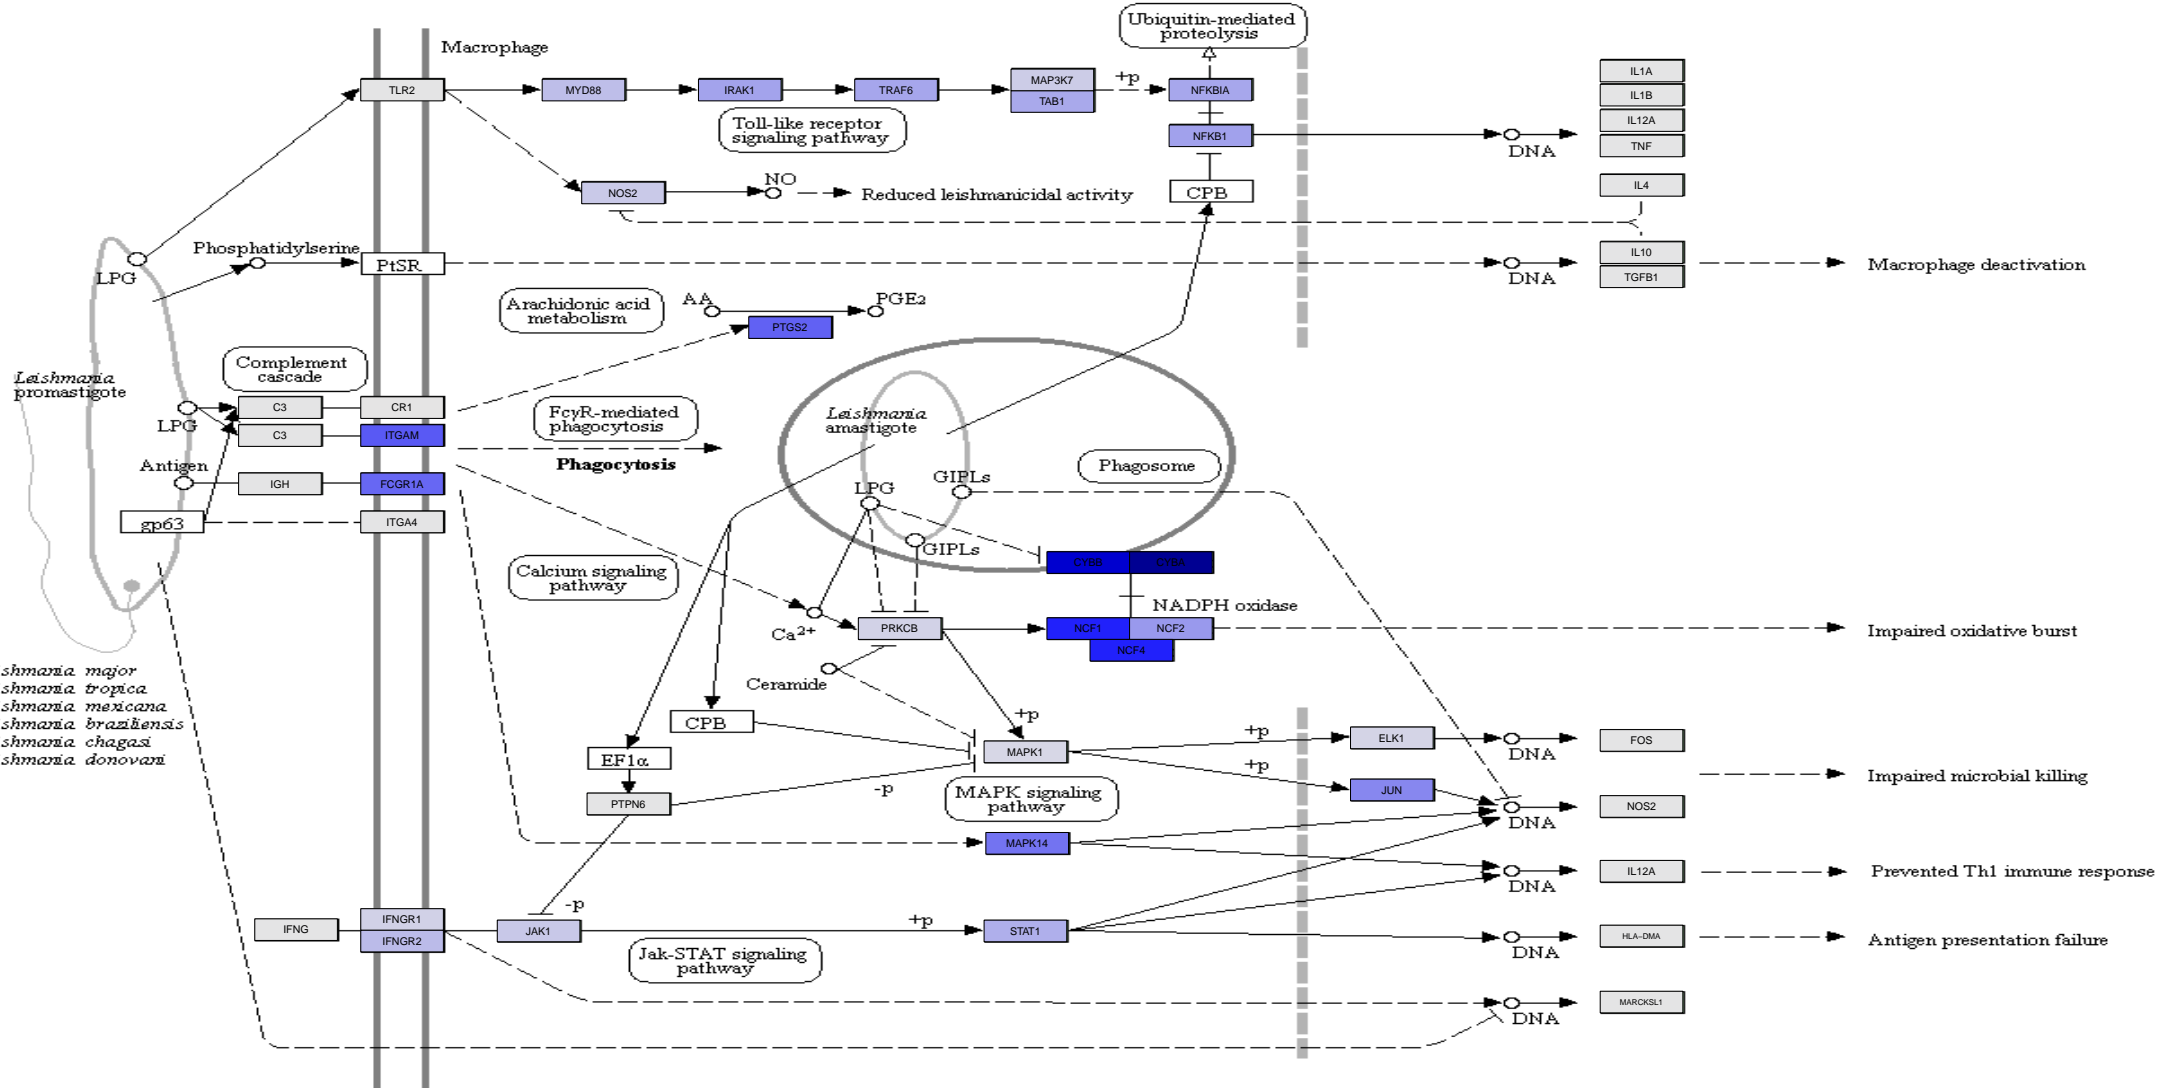 Ubiquitin-mediated
proteolysis
Macrophage
TLR2
MYD88
IRAK1
TRAF6
MAP3K7
TAB1
+p
NFKBIA
NFKB1
Toll-like receptor
signaling pathway
DNA
IL1A
IL1B
IL12A
TNF
NOS2
NO
Reduced leishmanicidal activity
CPB
IL4
LPG
Phosphatidylserine
PtSR
DNA
IL10
TGFB1
Macrophage deactivation
Arachidonic acid
metabolism
AA
PGE2
PTGS2
Leishmania
promastigote
Complement
cascade
LPG
C3
CR1
C3
ITGAM
FcγR-mediated
phagocytosis
Phagocytosis
Antigen
IGH
FCGR1A
gp63
ITGA4
Leishmania
amastigote
Phagosome
LPG
GIPLs
GIPLs
CYBB
CYBA
Calcium signaling
pathway
Ca2+
PRKCB
NADPH oxidase
NCF1
NCF2
NCF4
Impaired oxidative burst
Ceramide
shmania major
shmania tropica
shmania mexicana
shmania braziliensis
shmania chagasi
shmania donovani
CPB
EF1α
PTPN6
+p
MAPK1
-p
MAPK signaling
pathway
+p
ELK1
+p
JUN
DNA
FOS
Impaired microbial killing
DNA
NOS2
MAPK14
DNA
IL12A
Prevented Th1 immune response
IFNG
IFNGR1
IFNGR2
-p
JAK1
+p
STAT1
Jak-STAT signaling
pathway
DNA
HLA-DMA
Antigen presentation failure
DNA
MARCKSL1